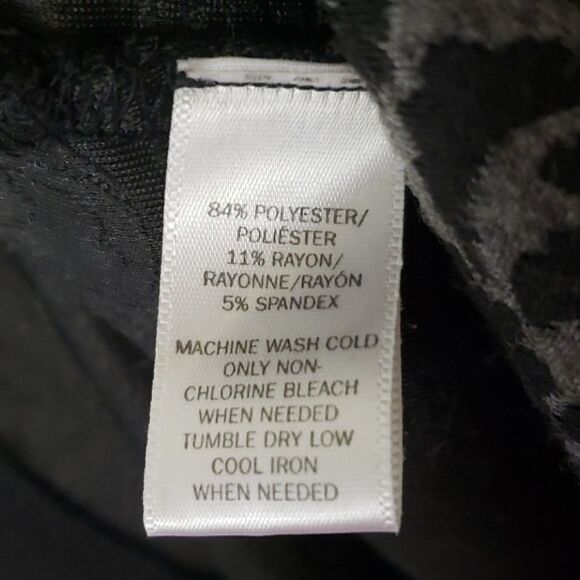 84% POLYESTER/
POLIÉSTER
11% RAYON/
RAYONNE/RAYÓN
5% SPANDEX
MACHINE WASH COLD
ONLY NON-
CHLORINE BLEACH
WHEN NEEDED
TUMBLE DRY LOW
COOL IRON
WHEN NEEDED